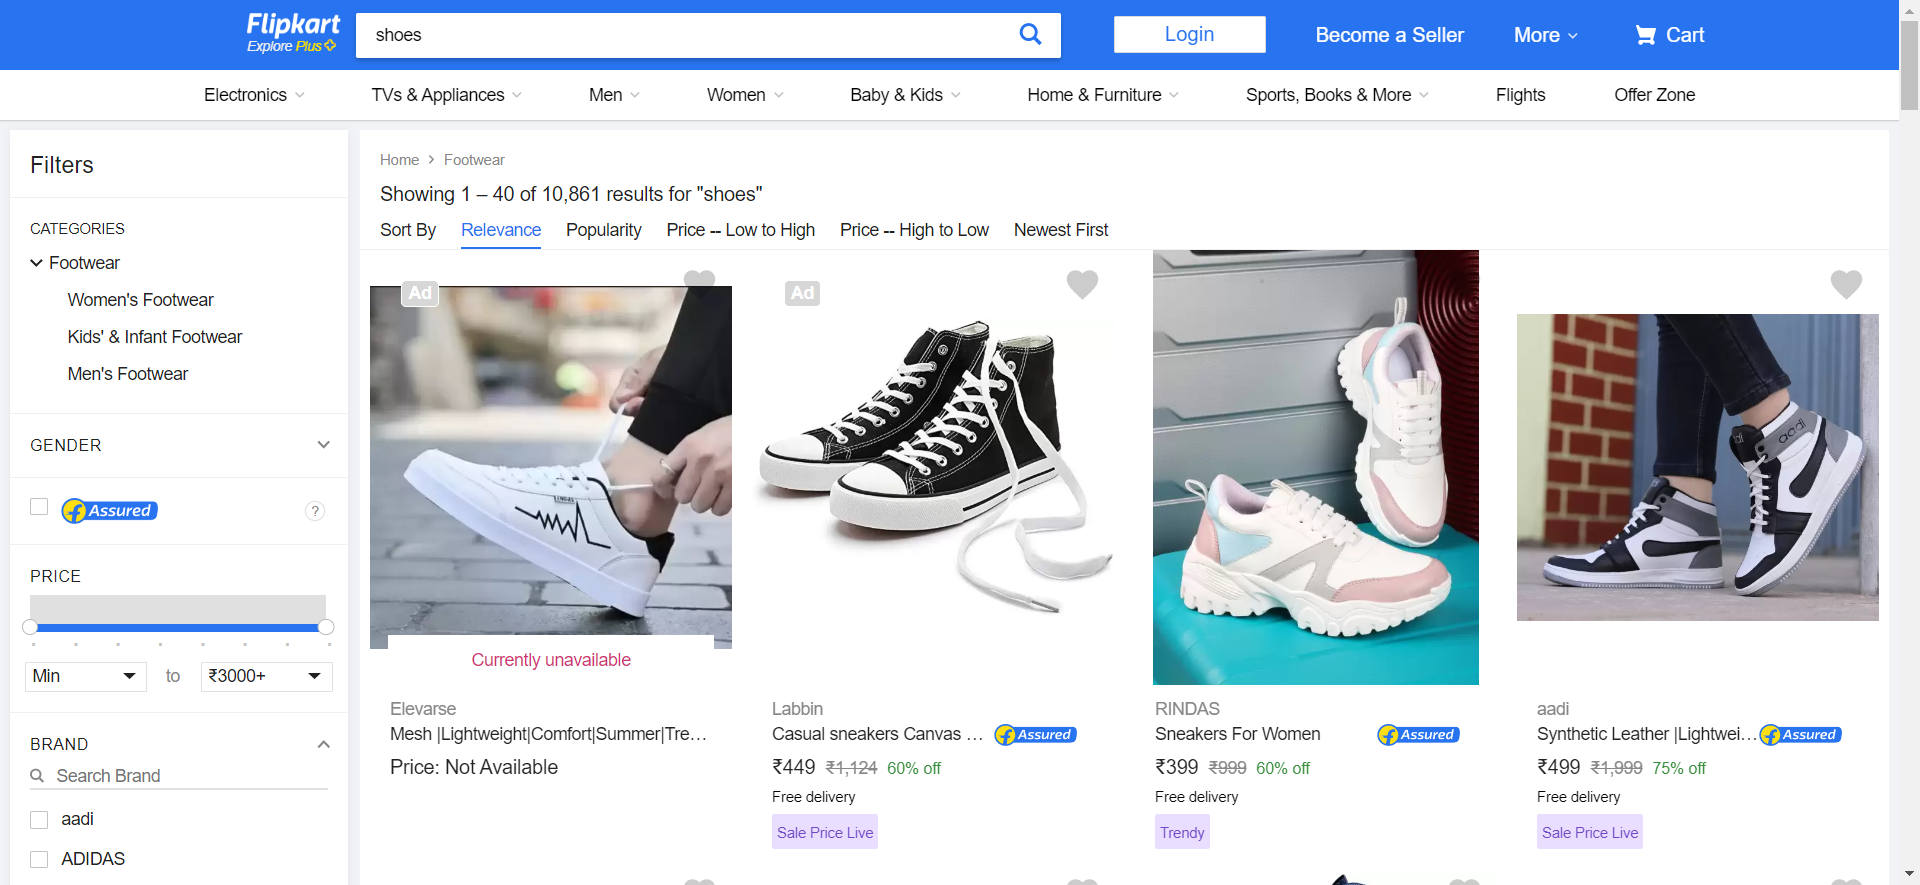 Flipkart
Explore Plus
shoes
Login
Become a Seller
More
Cart
Electronics
TVs & Appliances
Men
Women
Baby & Kids
Home & Furniture
Sports, Books & More
Flights
Offer Zone
Filters
CATEGORIES
Footwear
Women's Footwear
Kids' & Infant Footwear
Men's Footwear
GENDER
Assured
?
PRICE
Min to ₹3000+
BRAND
Search Brand
aadi
ADIDAS
Home > Footwear
Showing 1 – 40 of 10,861 results for "shoes"
Sort By Relevance Popularity Price -- Low to High Price -- High to Low Newest First
Ad
Currently unavailable
Elevarse
Mesh |Lightweight|Comfort|Summer|Tre...
Price: Not Available
Ad
Labbin
Casual sneakers Canvas ... Assured
₹449 ₹1,124 60% off
Free delivery
Sale Price Live
RINDAS
Sneakers For Women Assured
₹399 ₹999 60% off
Free delivery
Trendy
aadi
aadi
Synthetic Leather |Lightwei... Assured
₹499 ₹1,999 75% off
Free delivery
Sale Price Live